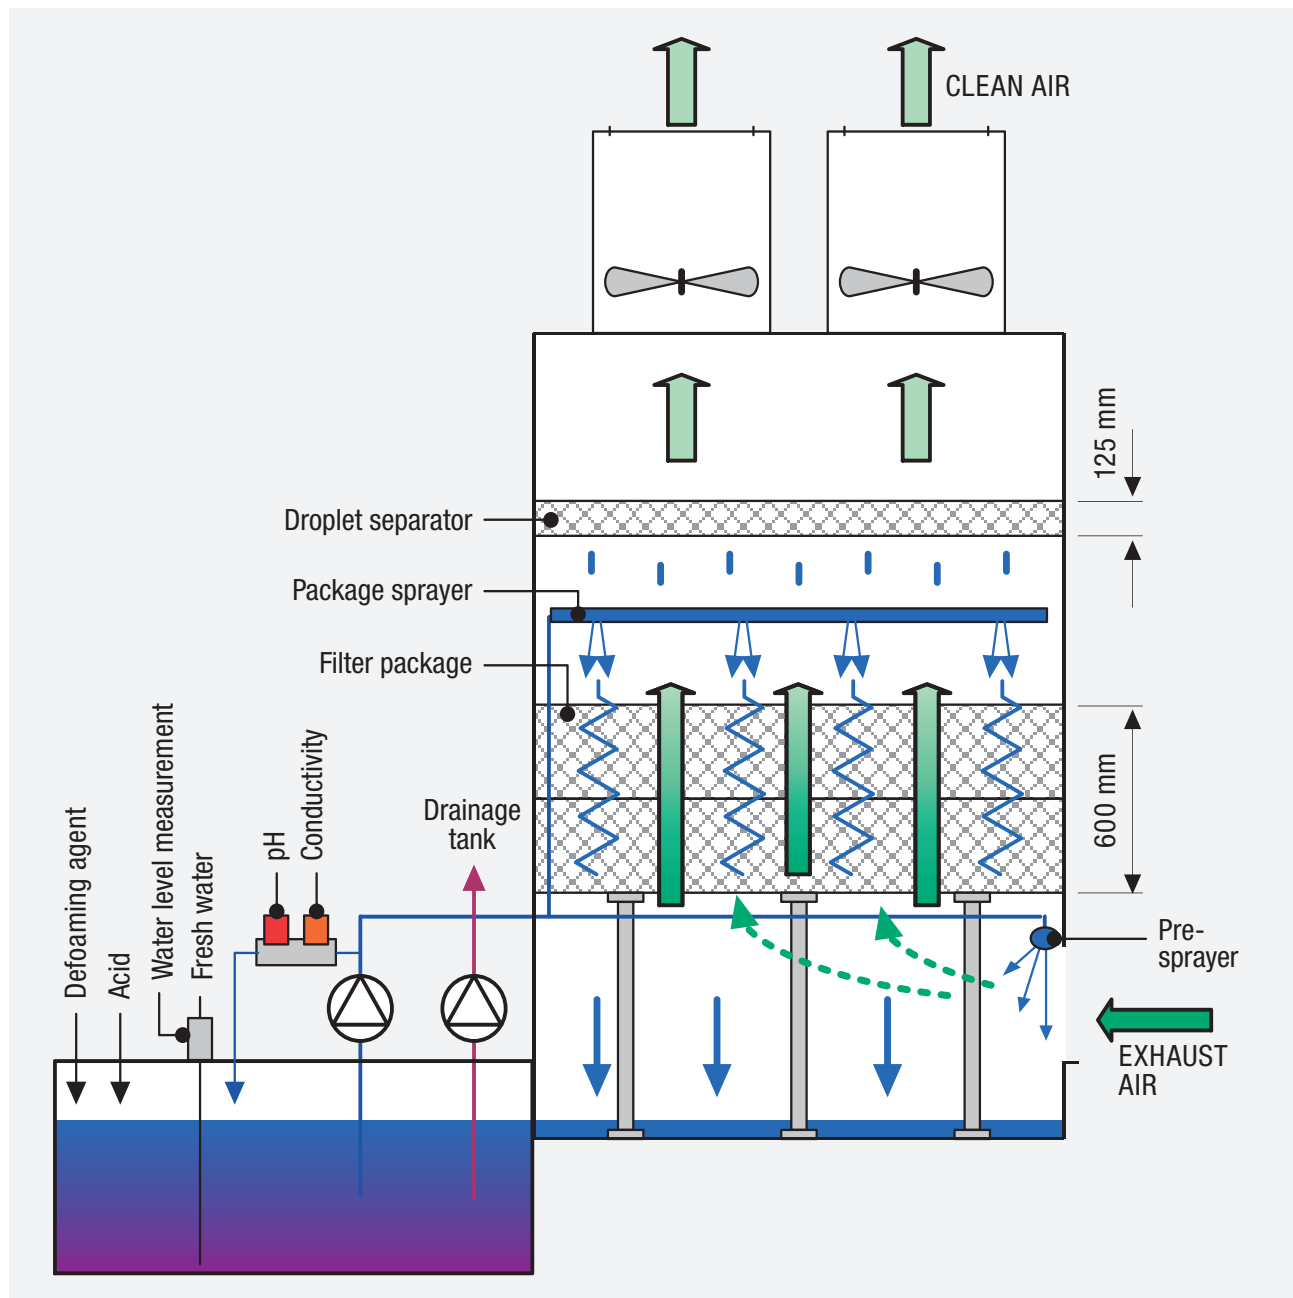 CLEAN AIR
125 mm
Droplet separator
Package sprayer
Filter package
600 mm
Drainage
tank
Defoaming agent
Acid
Water level measurement
Fresh water
pH
Conductivity
Pre-
sprayer
EXHAUST
AIR